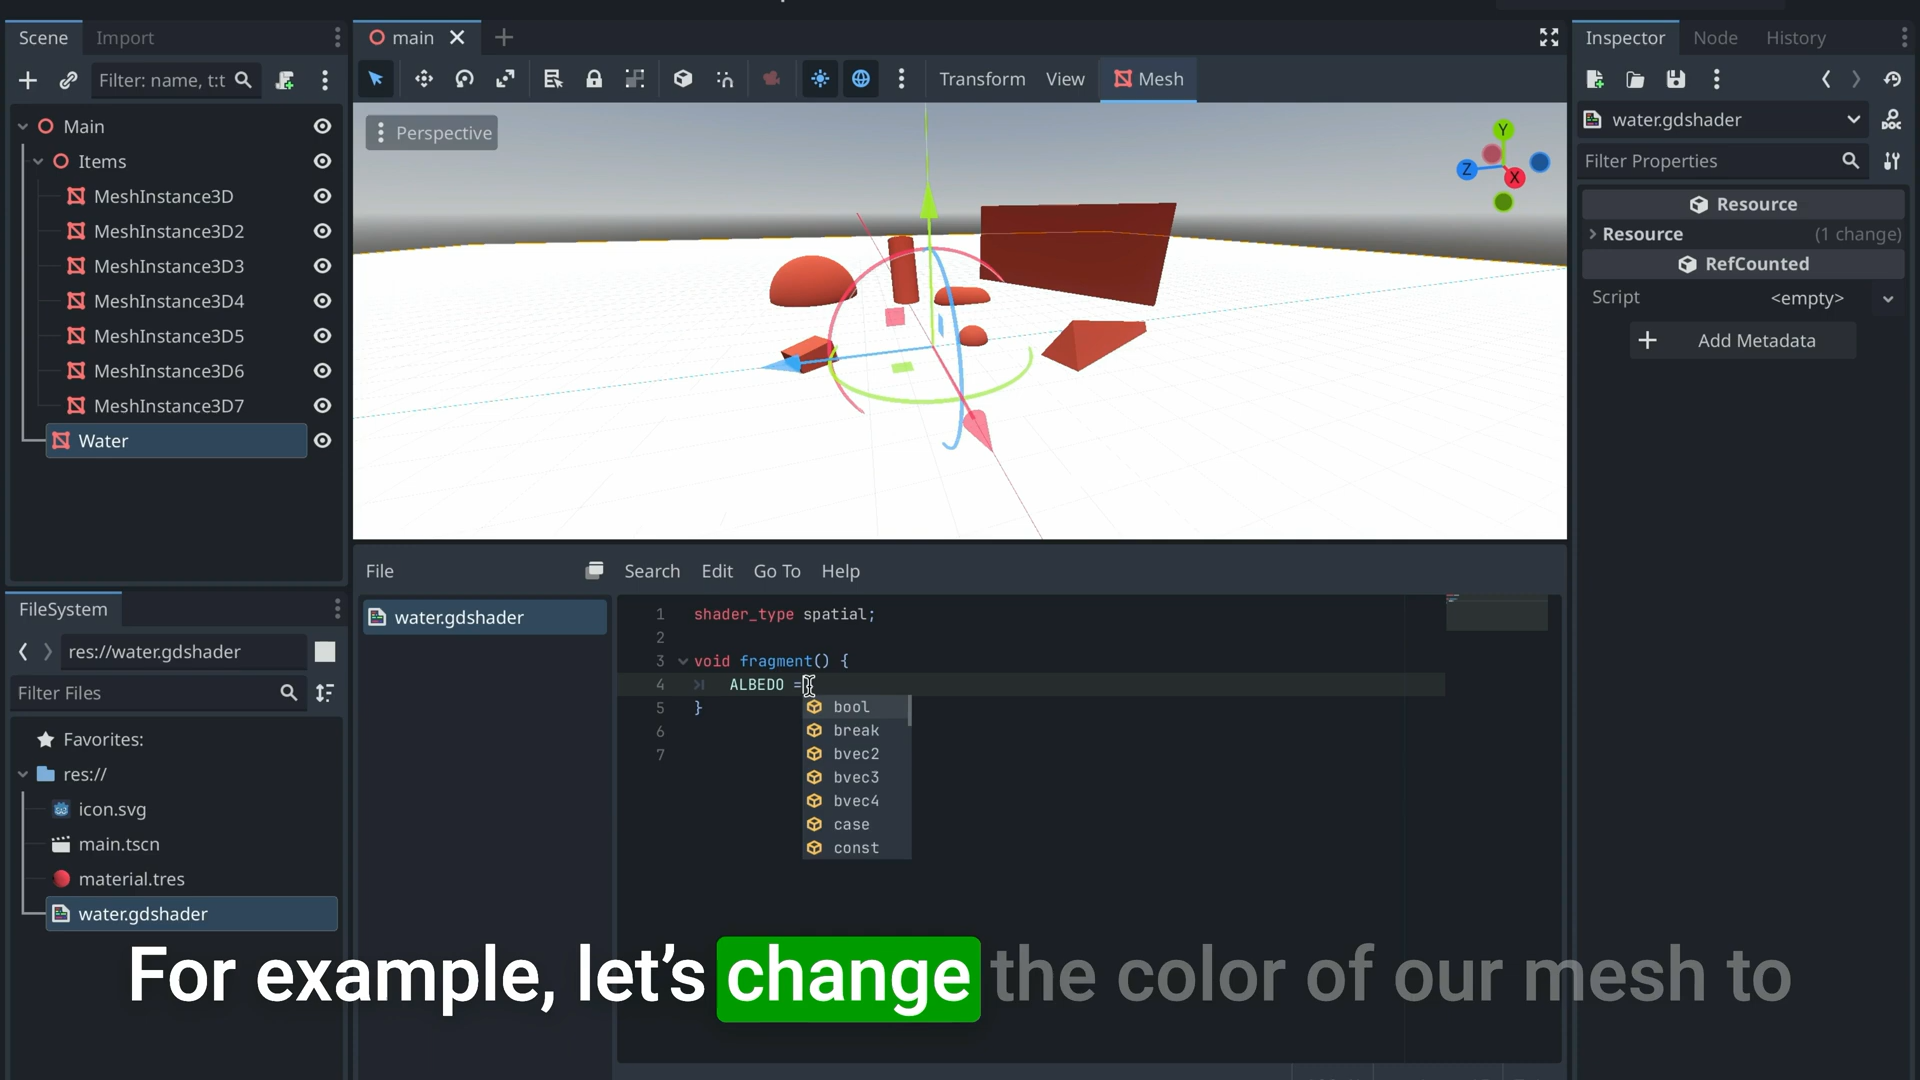 Scene
Import
main
Inspector
Node
History
Filter: name, t:t
Transform
View
Mesh
water.gdshader
Filter Properties
Main
Items
MeshInstance3D
MeshInstance3D2
MeshInstance3D3
MeshInstance3D4
MeshInstance3D5
MeshInstance3D6
MeshInstance3D7
Water
Perspective
Y
Z
X
Resource
Resource (1 change)
RefCounted
Script <empty>
Add Metadata
FileSystem
res://water.gdshader
Filter Files
Favorites:
res://
icon.svg
main.tscn
material.tres
water.gdshader
File
Search Edit Go To Help
water.gdshader
1 shader_type spatial;
2
3 void fragment() {
4 ALBEDO =
5 }
6
7
bool
break
bvec2
bvec3
bvec4
case
const
For example, let's change the color of our mesh to